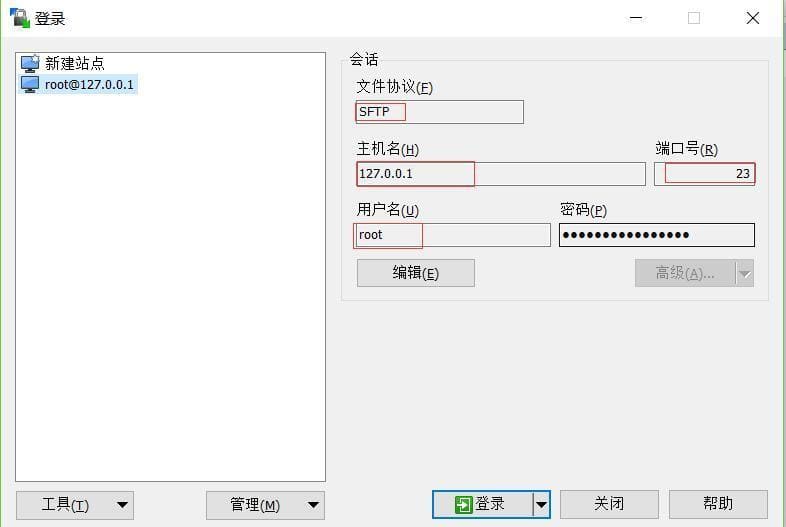 登录
新建站点
root@127.0.0.1
会话
文件协议(F)
SFTP
主机名(H) 端口号(R)
127.0.0.1 23
用户名(U) 密码(P)
root ●●●●●●●●●●●●●●●●
编辑(E) 高级(A)...
工具(T) 管理(M) 登录 关闭 帮助